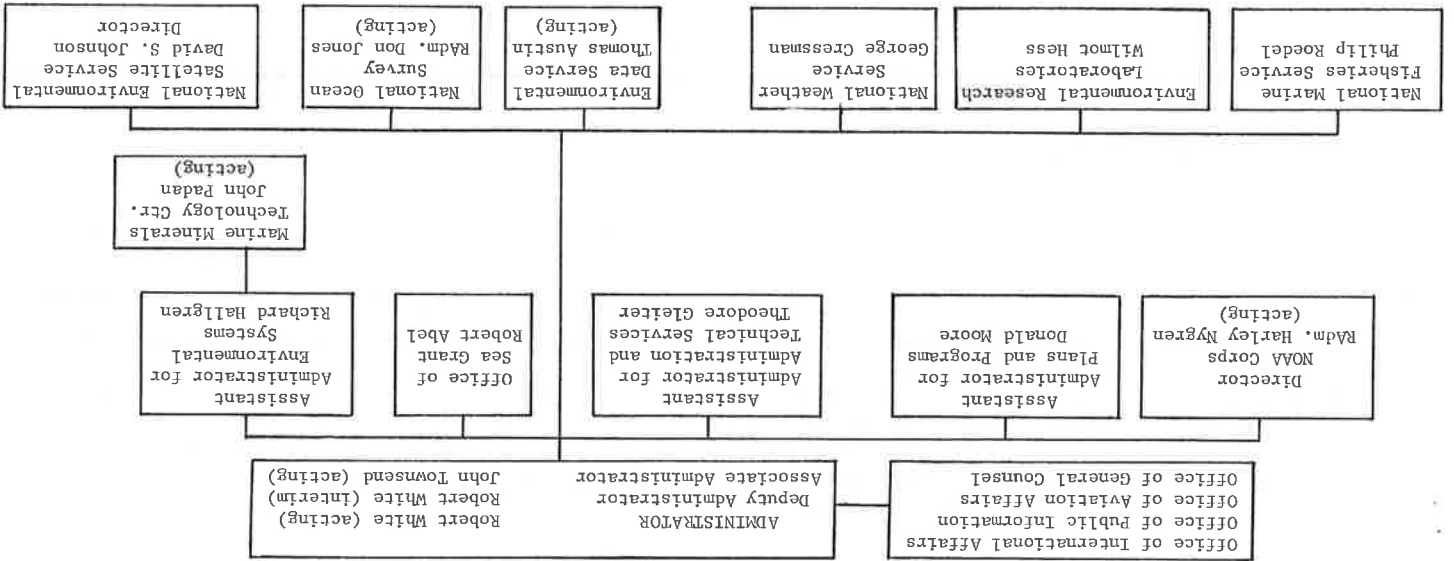 Office of International Affairs
Office of Public Information
Office of Aviation Affairs
Office of General Counsel
ADMINISTRATOR Robert White (acting)
Deputy Administrator Robert White (interim)
Associate Administrator John Townsend (acting)
Director
NOAA Corps
RAdm. Harley Nygren
(acting)
Assistant
Administrator for
Plans and Programs
Donald Moore
Assistant
Administrator for
Administration and
Technical Services
Theodore Gleiter
Office of
Sea Grant
Robert Abel
Assistant
Administrator for
Environmental
Systems
Richard Hallgren
Marine Minerals
Technology Ctr.
John Padan
(acting)
National Marine
Fisheries Service
Philip Roedel
Environmental Research
Laboratories
Wilmot Hess
National Weather
Service
George Cressman
Environmental
Data Service
Thomas Austin
(acting)
National Ocean
Survey
RAdm. Don Jones
(acting)
National Environmental
Satellite Service
David S. Johnson
Director